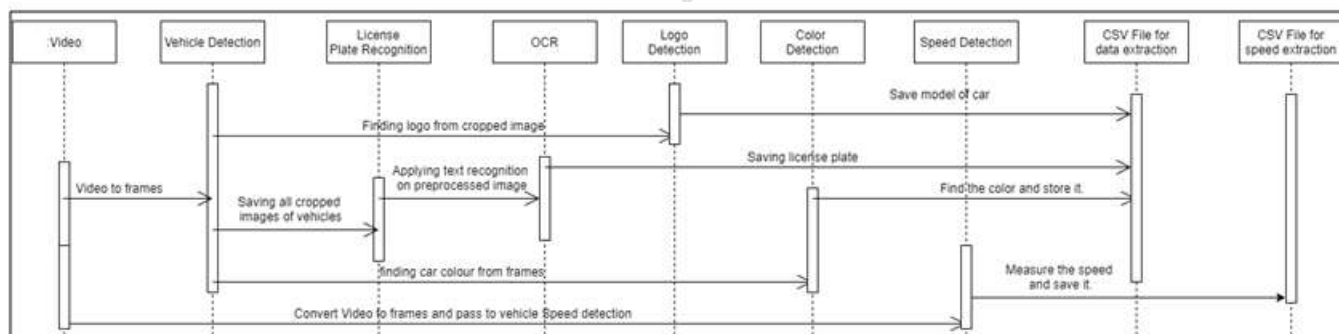 :Video
Vehicle Detection
License
Plate Recognition
OCR
Logo
Detection
Color
Detection
Speed Detection
CSV File for
data extraction
CSV File for
speed extraction
Save model of car
Finding logo from cropped image
Saving license plate
Applying text recognition
on preprocessed image
Video to frames
Find the color and store it.
Saving all cropped
images of vehicles
finding car colour from frames
Measure the speed
and save it.
Convert Video to frames and pass to vehicle Speed detection